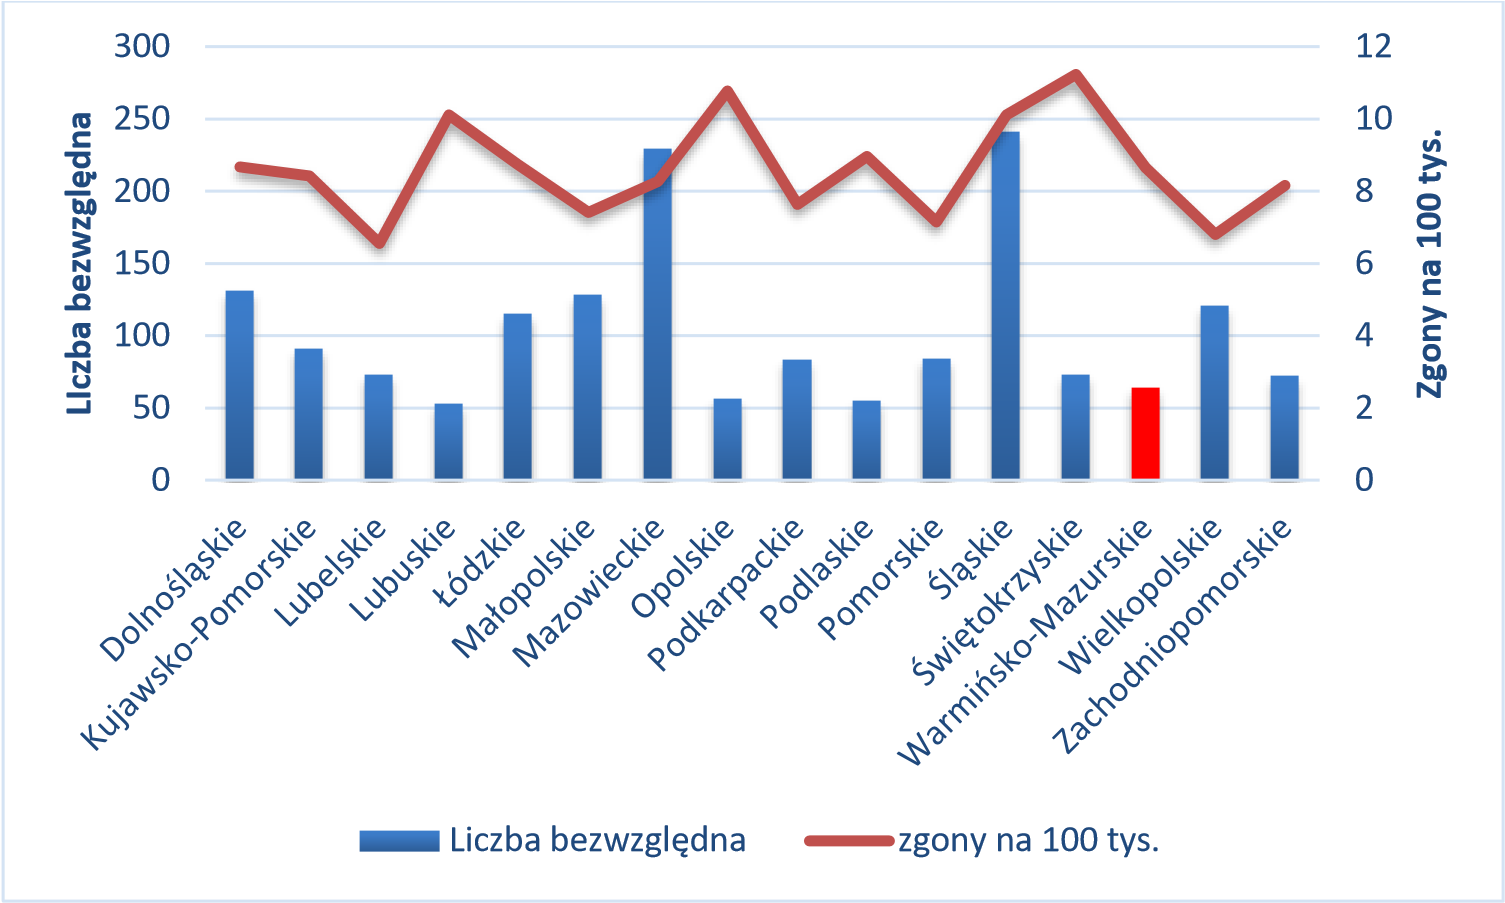 LIczba bezwzględna
300
250
200
150
100
50
0
12
10
8
6
4
2
0
Zgony na 100 tys.
Dolnośląskie
Kujawsko-Pomorskie
Lubelskie
Lubuskie
Łódzkie
Małopolskie
Mazowieckie
Opolskie
Podkarpackie
Podlaskie
Pomorskie
Śląskie
Świętokrzyskie
Warmińsko-Mazurskie
Wielkopolskie
Zachodniopomorskie
Liczba bezwzględna
zgony na 100 tys.